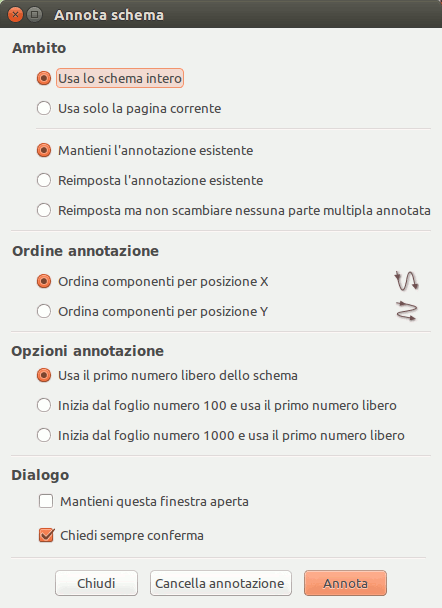 Annota schema
Ambito
Usa lo schema intero
Usa solo la pagina corrente
Mantieni l'annotazione esistente
Reimposta l'annotazione esistente
Reimposta ma non scambiare nessuna parte multipla annotata
Ordine annotazione
Ordina componenti per posizione X
Ordina componenti per posizione Y
Opzioni annotazione
Usa il primo numero libero dello schema
Inizia dal foglio numero 100 e usa il primo numero libero
Inizia dal foglio numero 1000 e usa il primo numero libero
Dialogo
Mantieni questa finestra aperta
Chiedi sempre conferma
Chiudi Cancella annotazione Annota